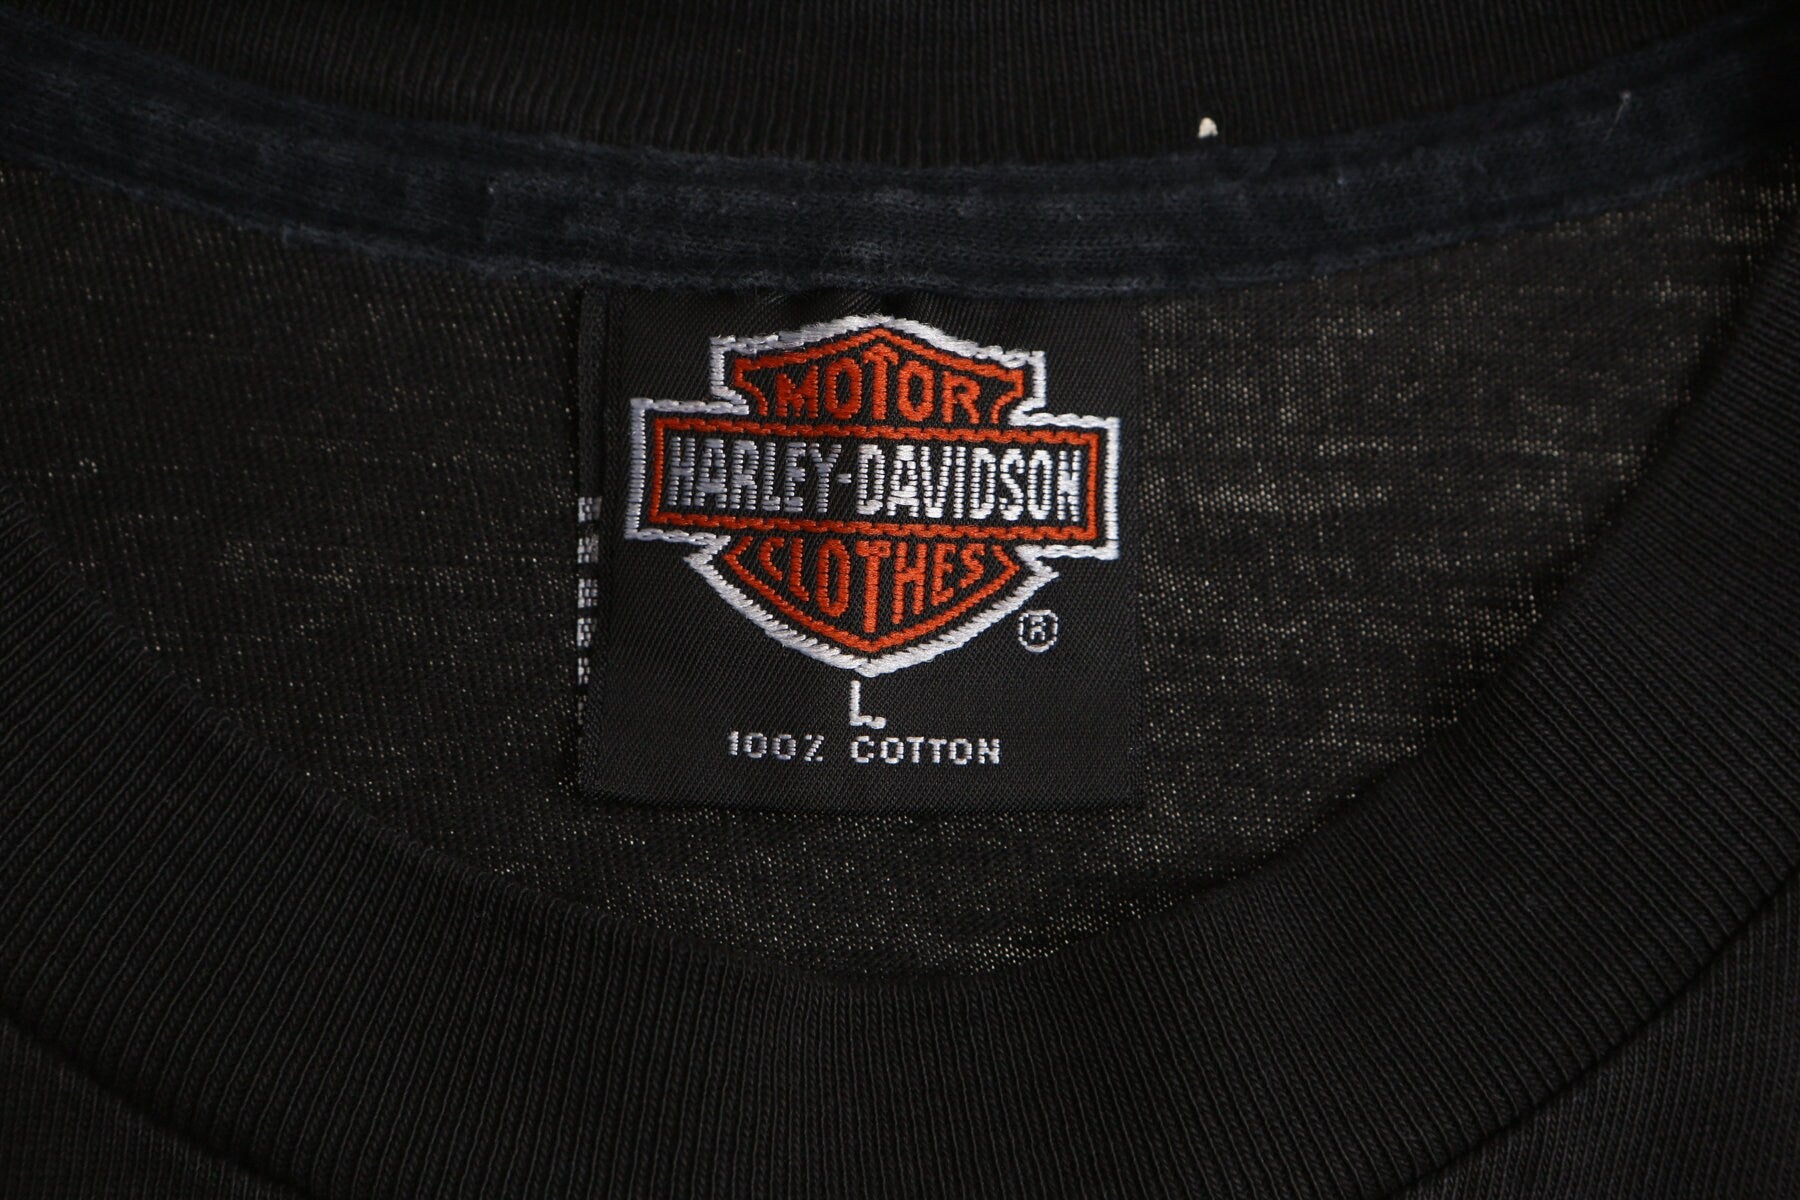 MOTOR
HARLEY-DAVIDSON
CLOTHES
®
L
100% COTTON